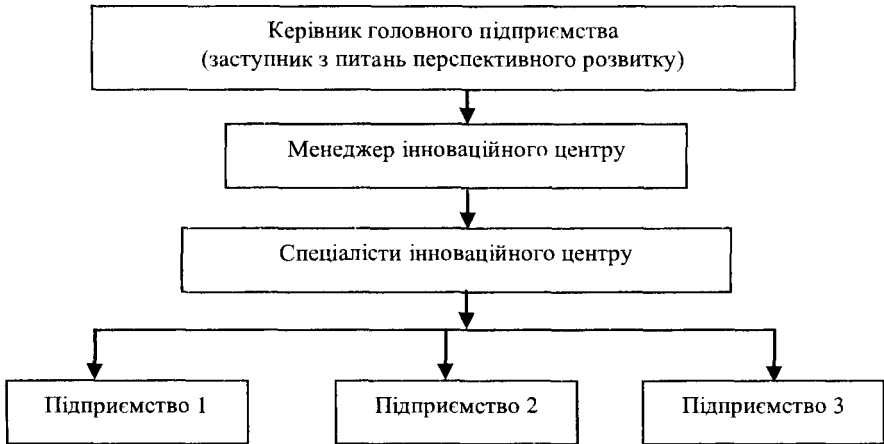 Керівник головного підприємства
(заступник з питань перспективного розвитку)
Менеджер інноваційного центру
Спеціалісти інноваційного центру
Підприємство 1
Підприємство 2
Підприємство 3